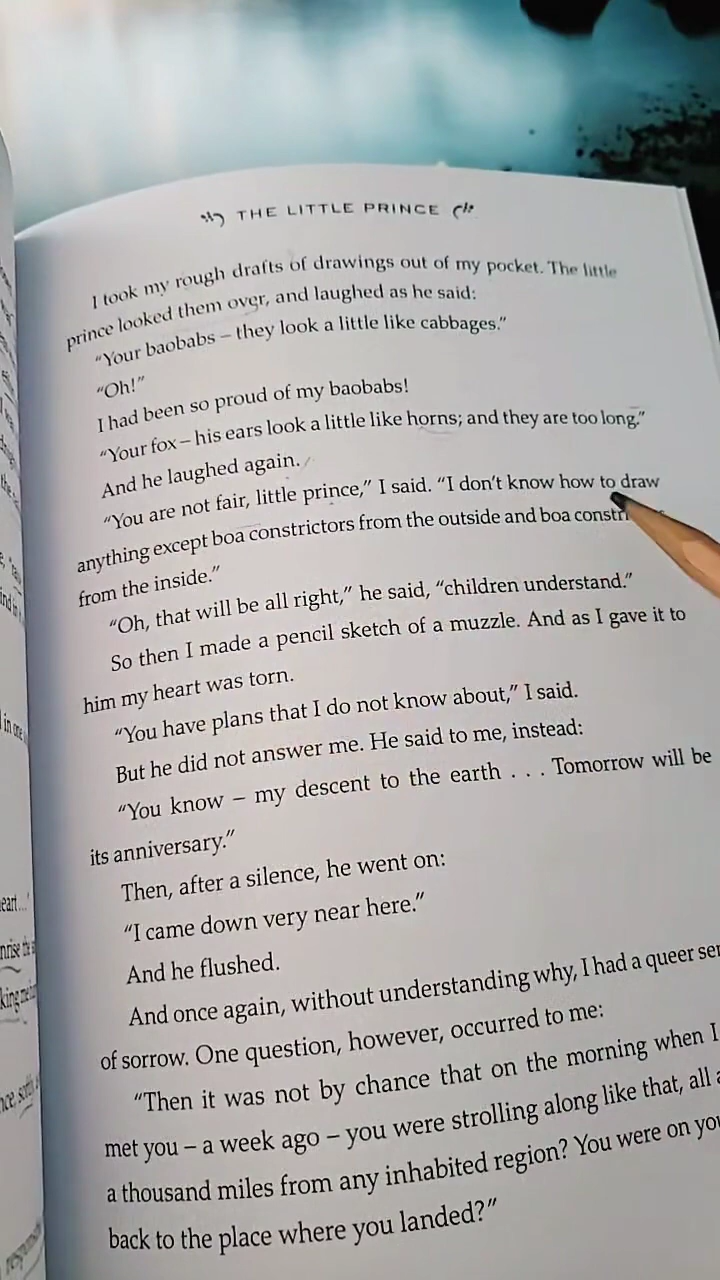 THE LITTLE PRINCE
I took my rough drafts of drawings out of my pocket. The little
prince looked them over, and laughed as he said:
“Your baobabs – they look a little like cabbages.”
“Oh!”
I had been so proud of my baobabs!
“Your fox – his ears look a little like horns; and they are too long.”
And he laughed again.
“You are not fair, little prince,” I said. “I don’t know how to draw
anything except boa constrictors from the outside and boa
from the inside.”
“Oh, that will be all right,” he said, “children understand.”
So then I made a pencil sketch of a muzzle. And as I gave it to
him my heart was torn.
“You have plans that I do not know about,” I said.
But he did not answer me. He said to me, instead:
“You know – my descent to the earth . . . Tomorrow will be
its anniversary.”
Then, after a silence, he went on:
“I came down very near here.”
And he flushed.
And once again, without understanding why, I had a queer
of sorrow. One question, however, occurred to me:
“Then it was not by chance that on the morning when I
met you – a week ago – you were strolling along like that, all
a thousand miles from any inhabited region? You were on
back to the place where you landed?”